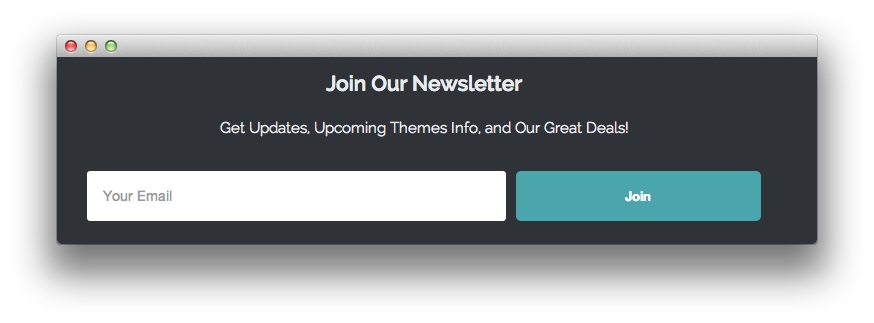 Join Our Newsletter
Get Updates, Upcoming Themes Info, and Our Great Deals!
Your Email
Join